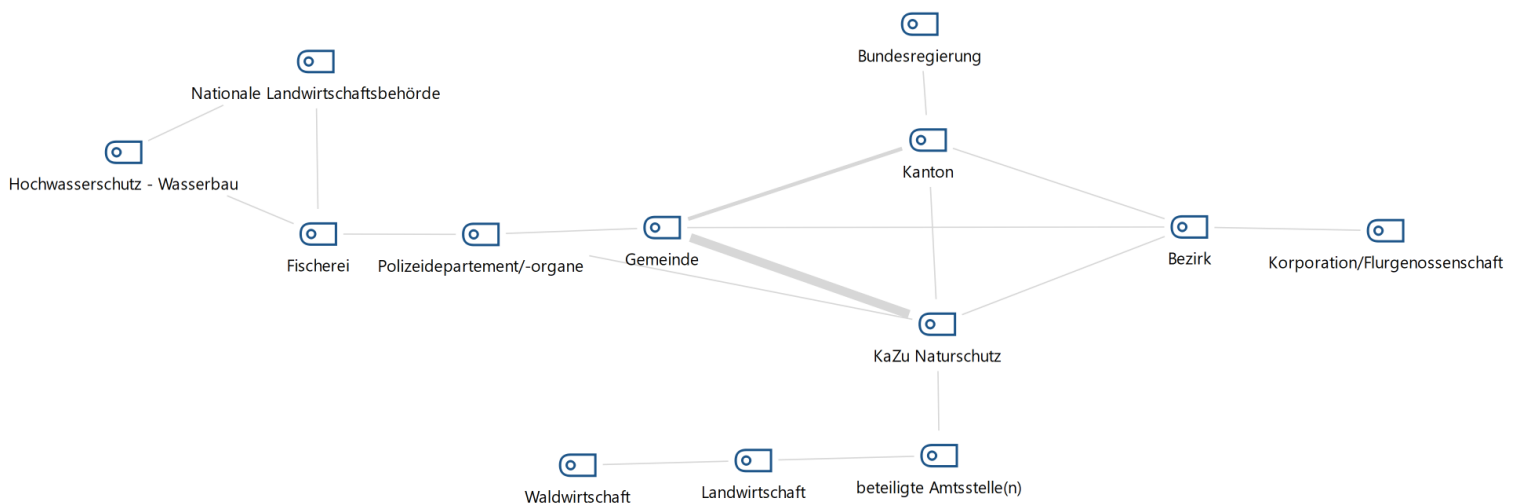 Bundesregierung
Nationale Landwirtschaftsbehörde
Kanton
Hochwasserschutz - Wasserbau
Gemeinde
Bezirk
Korporation/Flurgenossenschaft
Fischerei
Polizeidepartement/-organe
KaZu Naturschutz
beteiligte Amtsstelle(n)
Landwirtschaft
Waldwirtschaft